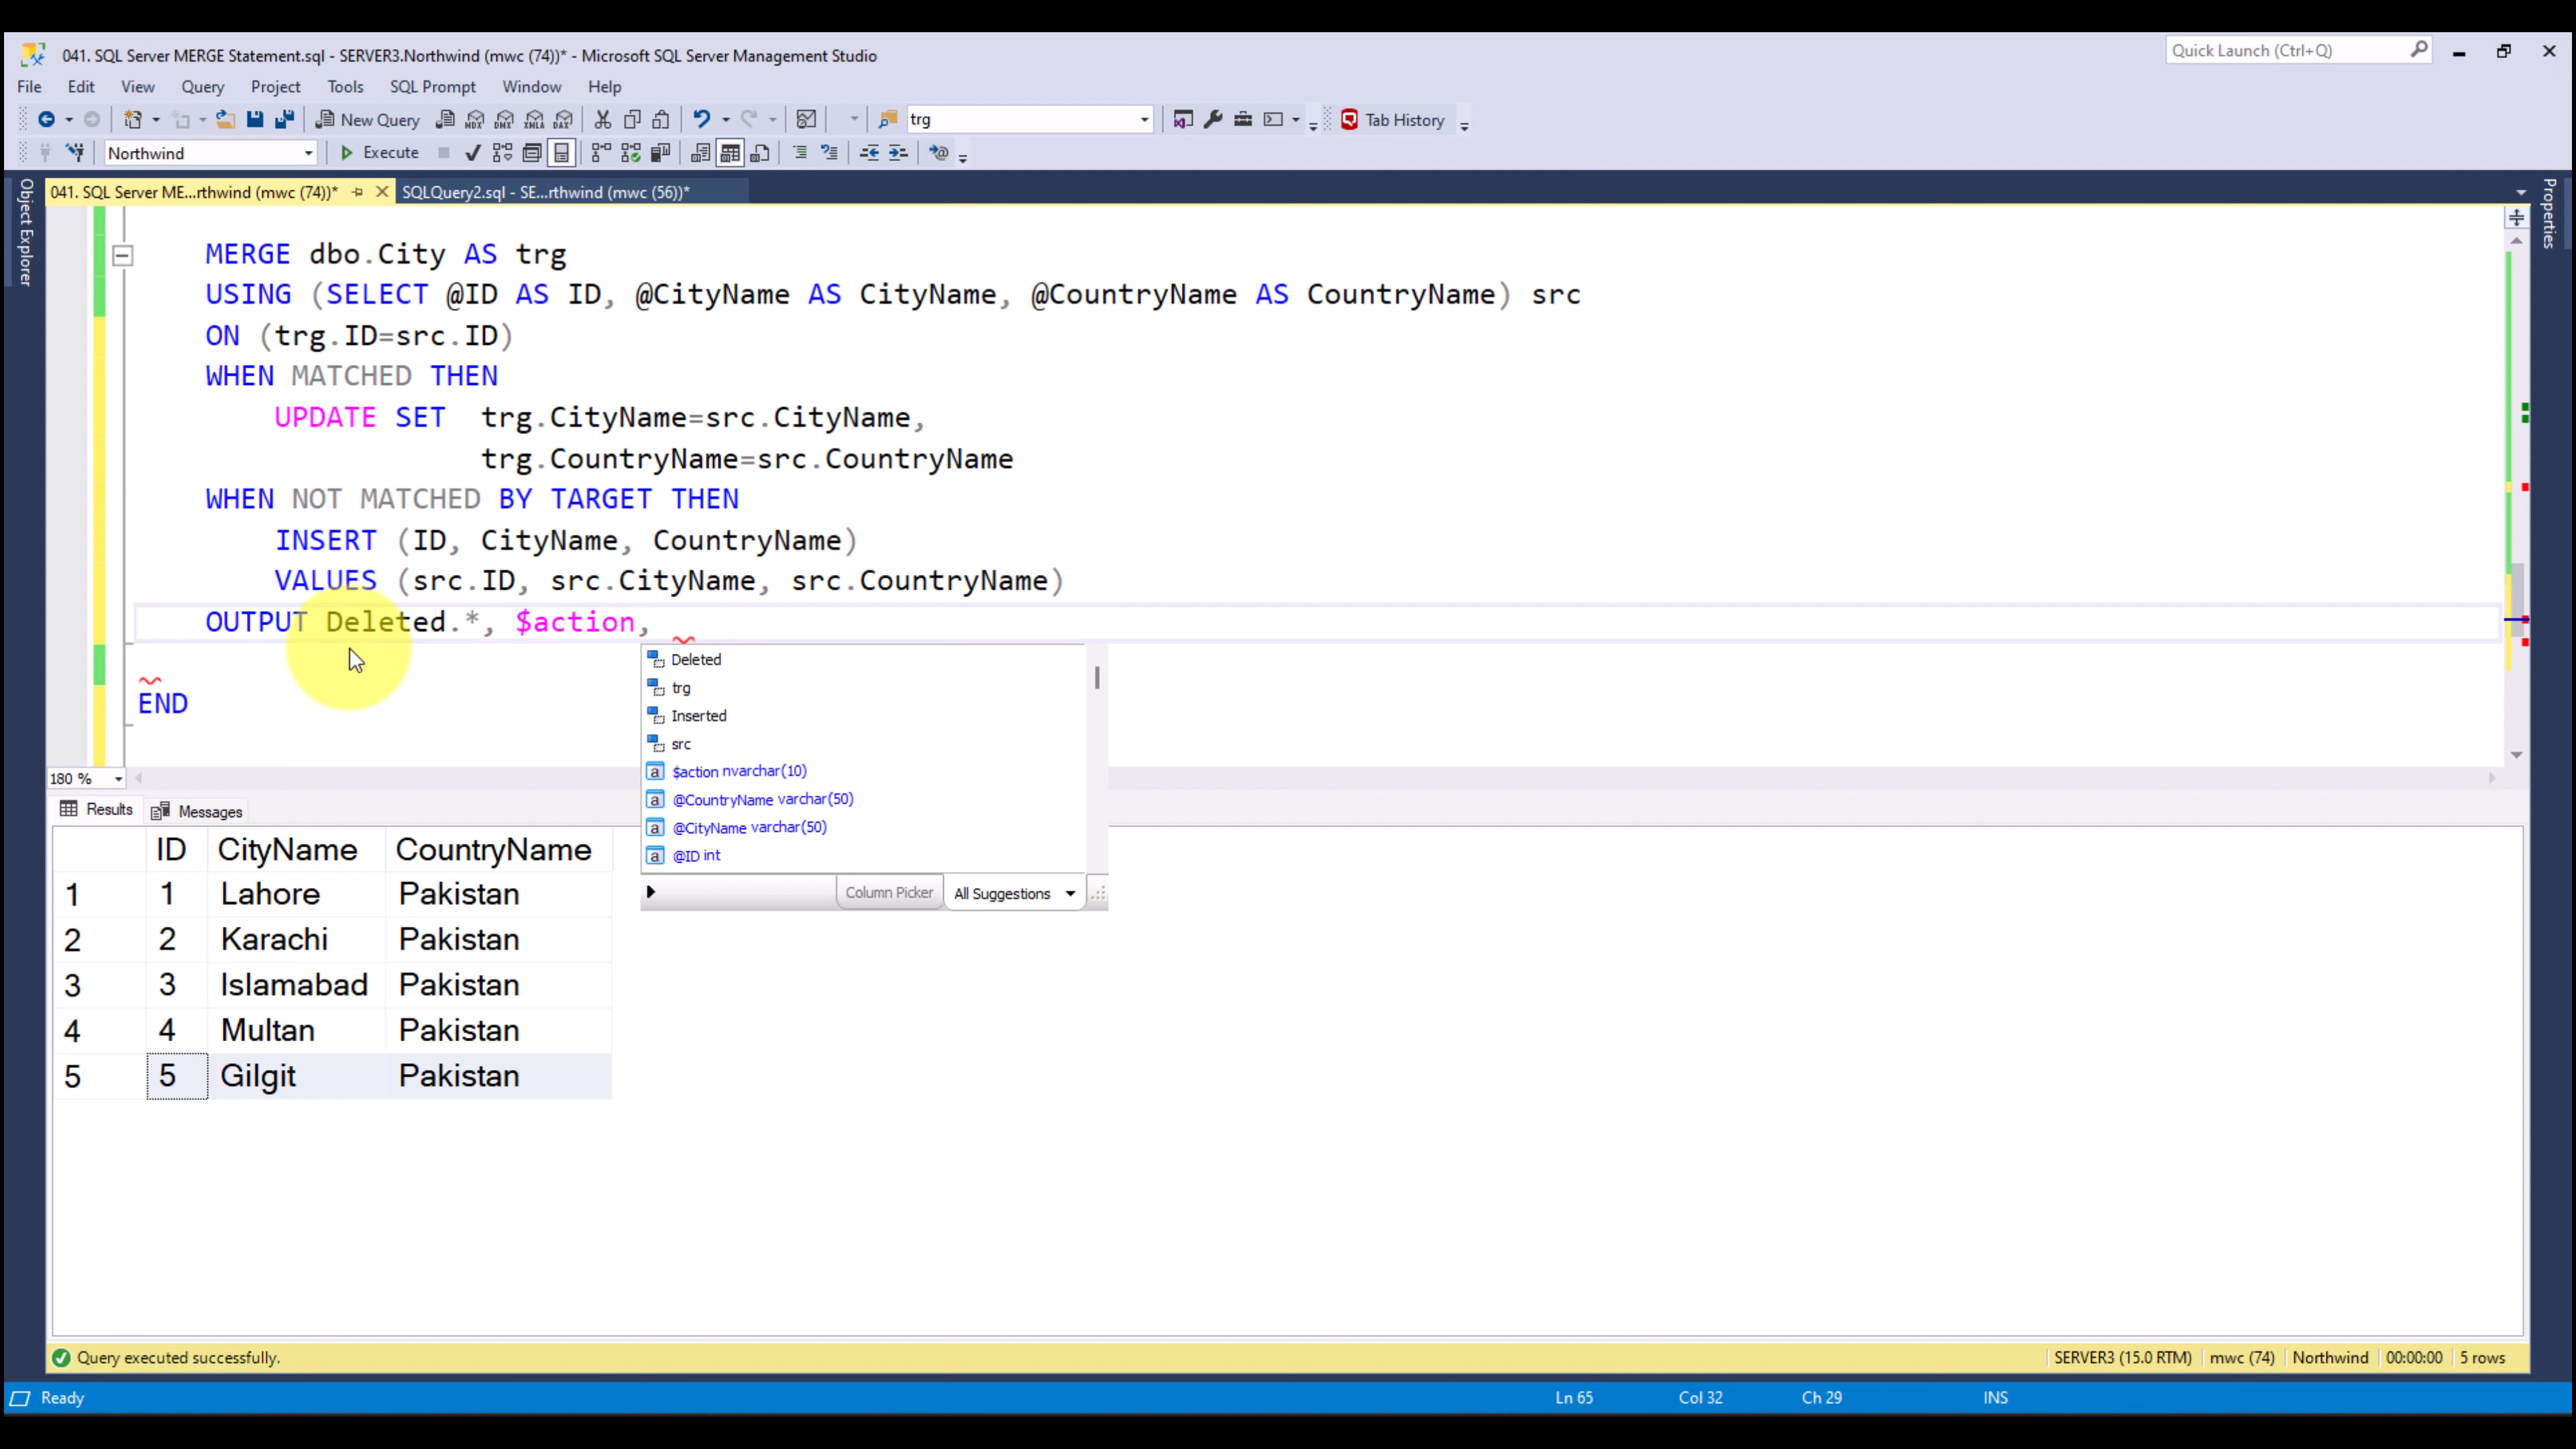 041. SQL Server MERGE Statement.sql - SERVER3.Northwind (mwc (74))* - Microsoft SQL Server Management Studio
Quick Launch (Ctrl+Q)
File Edit View Query Project Tools SQL Prompt Window Help
New Query MDX DMX XMLA DAX trg Tab History
Northwind Execute
041. SQL Server ME...rthwind (mwc (74))* SQLQuery2.sql - SE...rthwind (mwc (56))*
Object Explorer
Properties
MERGE dbo.City AS trg
USING (SELECT @ID AS ID, @CityName AS CityName, @CountryName AS CountryName) src
ON (trg.ID=src.ID)
WHEN MATCHED THEN
UPDATE SET trg.CityName=src.CityName,
trg.CountryName=src.CountryName
WHEN NOT MATCHED BY TARGET THEN
INSERT (ID, CityName, CountryName)
VALUES (src.ID, src.CityName, src.CountryName)
OUTPUT Deleted.*, $action,
END
Deleted
trg
Inserted
src
$action nvarchar(10)
@CountryName varchar(50)
@CityName varchar(50)
@ID int
Column Picker All Suggestions
180 %
Results Messages
ID CityName CountryName
1 1 Lahore Pakistan
2 2 Karachi Pakistan
3 3 Islamabad Pakistan
4 4 Multan Pakistan
5 5 Gilgit Pakistan
Query executed successfully. SERVER3 (15.0 RTM) mwc (74) Northwind 00:00:00 5 rows
Ready Ln 65 Col 32 Ch 29 INS